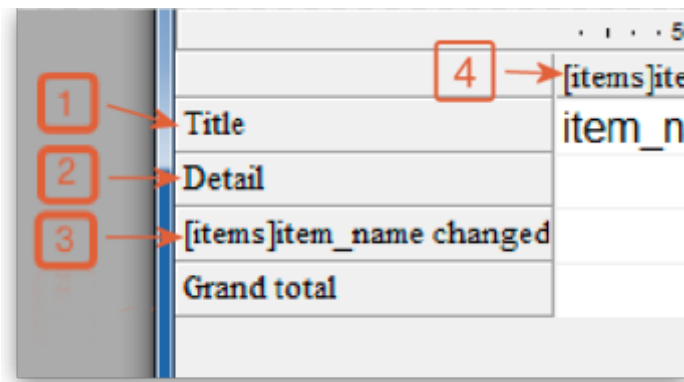 5
4
[items]ite
1
Title
item_n
2
Detail
3
[items]item_name changed
Grand total